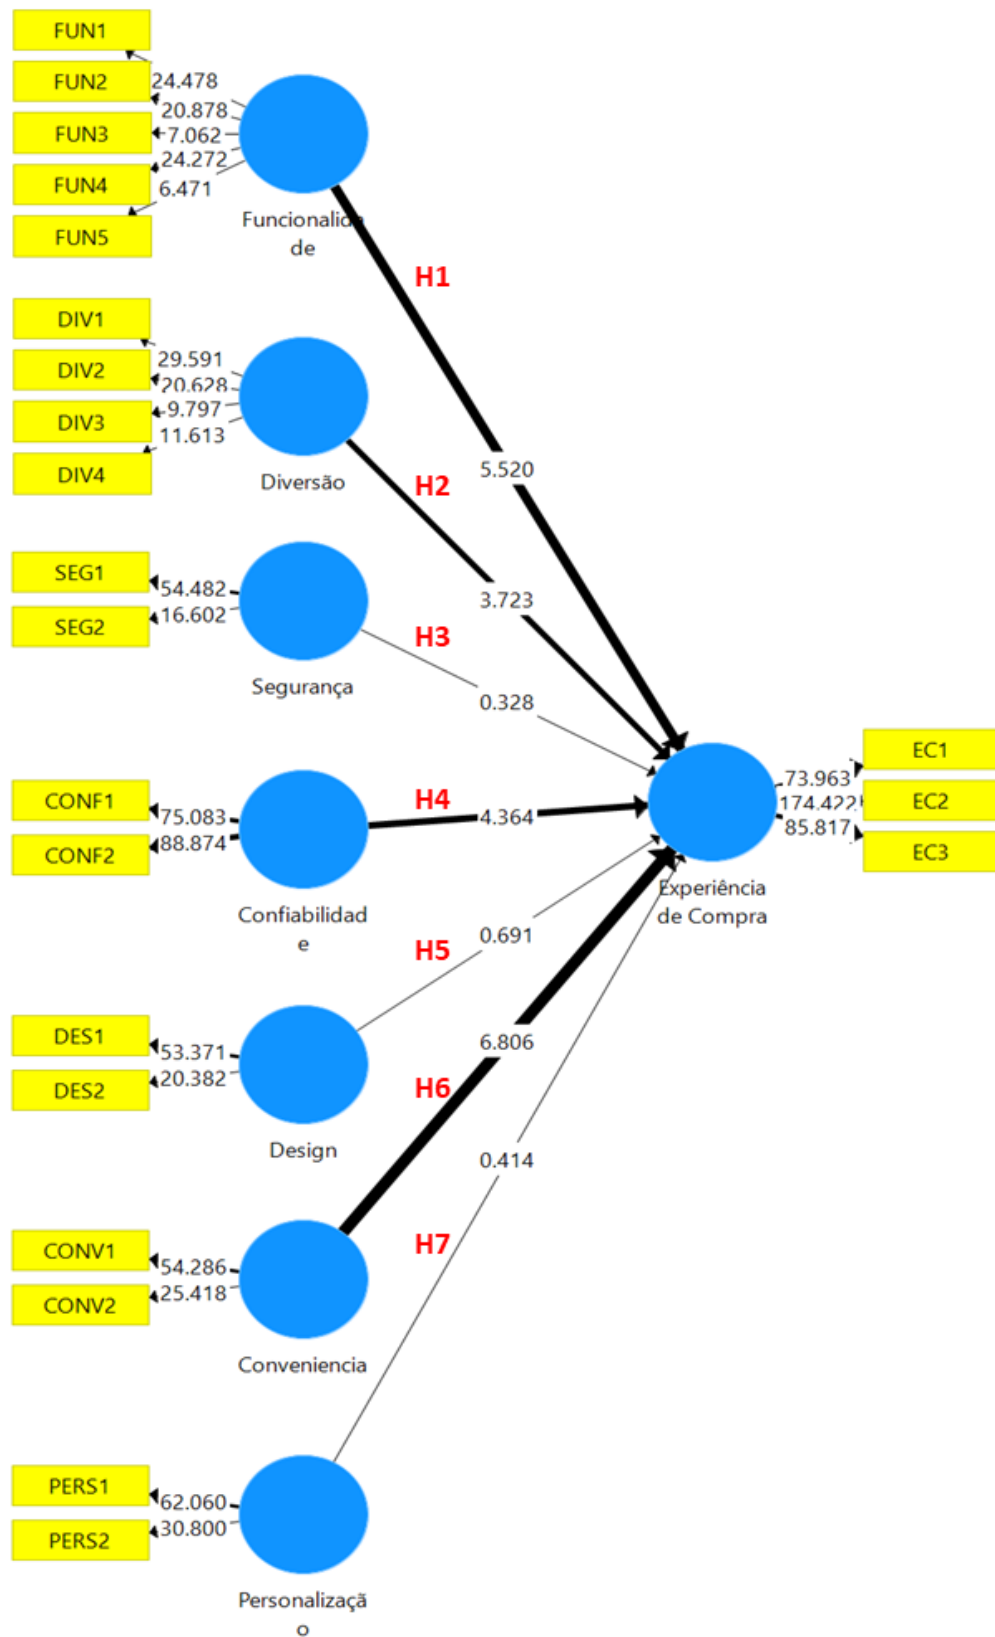 FUN1
FUN2
FUN3
FUN4
FUN5
24.478
20.878
7.062
24.272
6.471
Funcionalida
de
H1
5.520
DIV1
DIV2
DIV3
DIV4
29.591
20.628
9.797
11.613
Diversão
H2
3.723
SEG1
SEG2
54.482
16.602
Segurança
H3
0.328
CONF1
CONF2
75.083
88.874
Confiabilidad
e
H4
4.364
EC1
EC2
EC3
73.963
174.422
85.817
Experiência
de Compra
DES1
DES2
53.371
20.382
Design
H5
0.691
CONV1
CONV2
54.286
25.418
Conveniencia
H6
6.806
PERS1
PERS2
62.060
30.800
Personalizaçã
o
H7
0.414